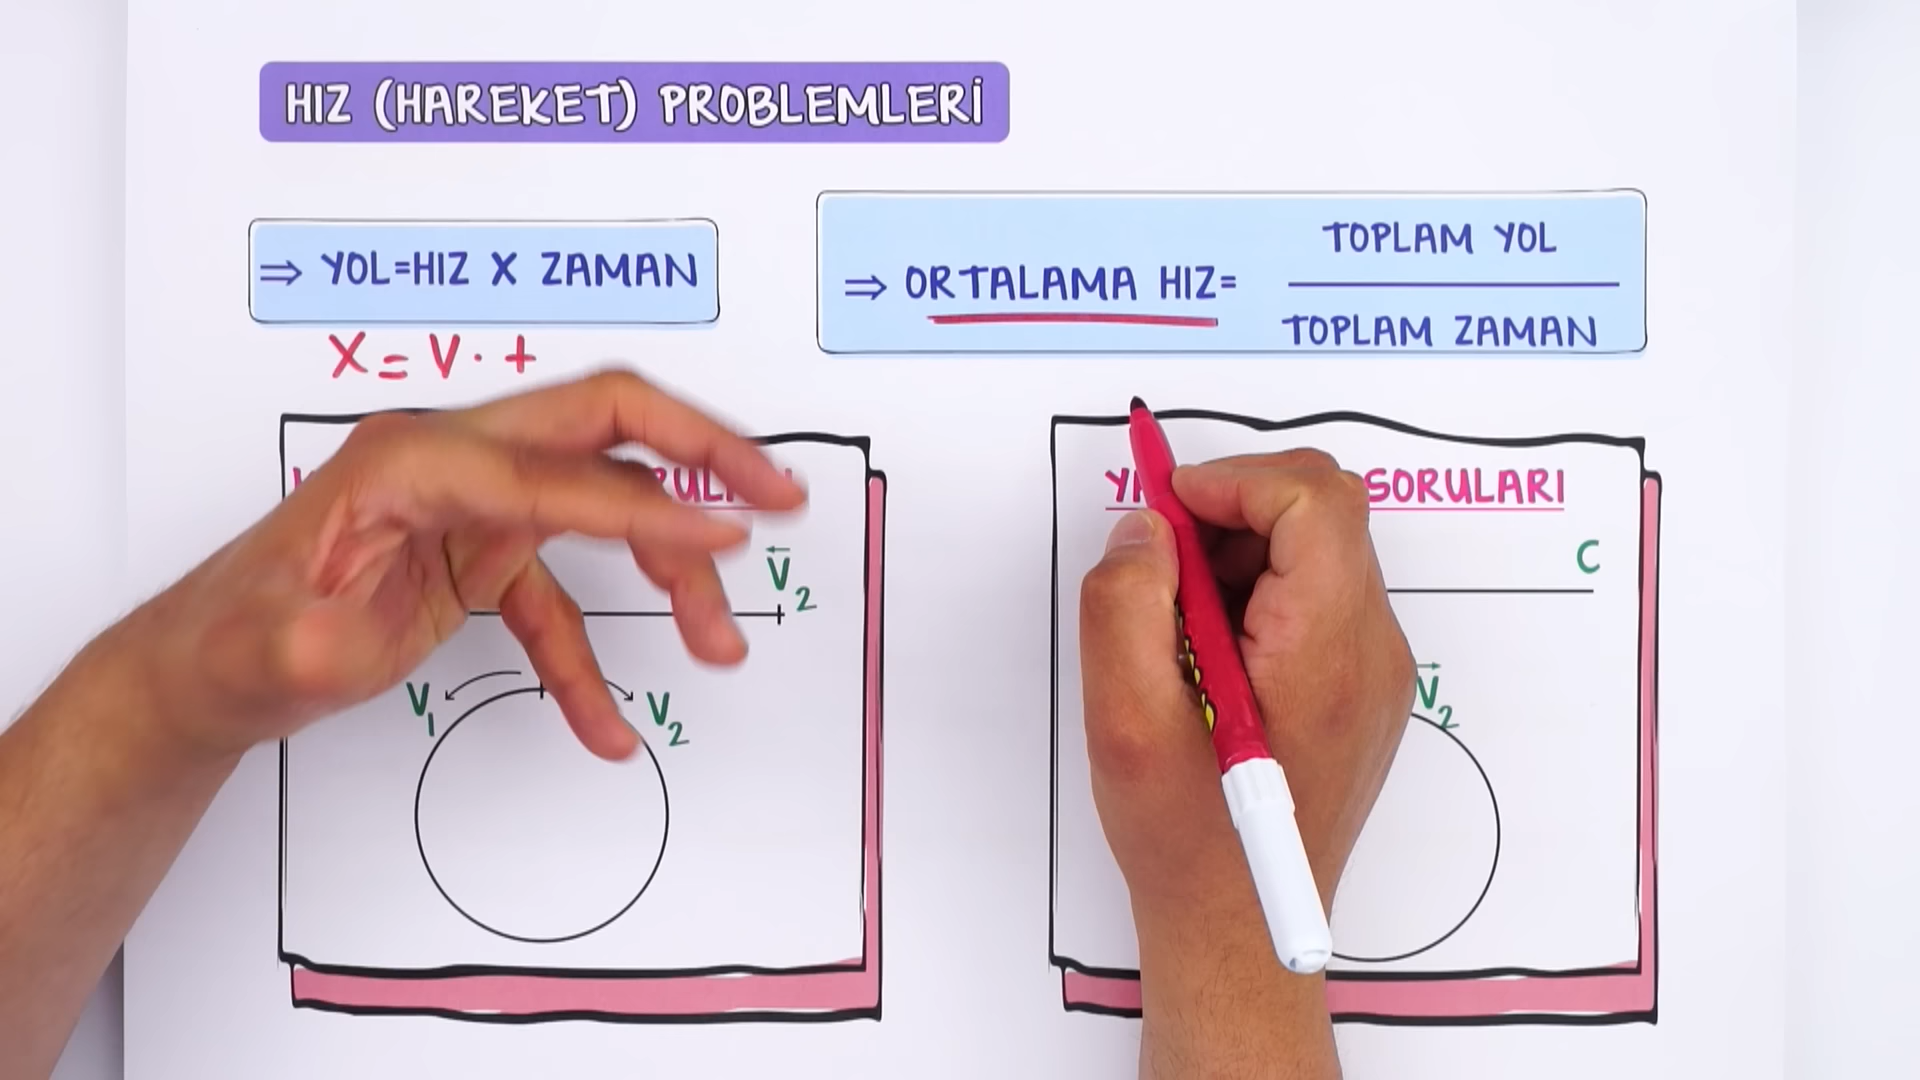 HIZ (HAREKET) PROBLEMLERİ
⇒ YOL=HIZ X ZAMAN
X = V · t
⇒ ORTALAMA HIZ=
TOPLAM YOL
TOPLAM ZAMAN
V2
V1
V2
SORULARI
C
V2